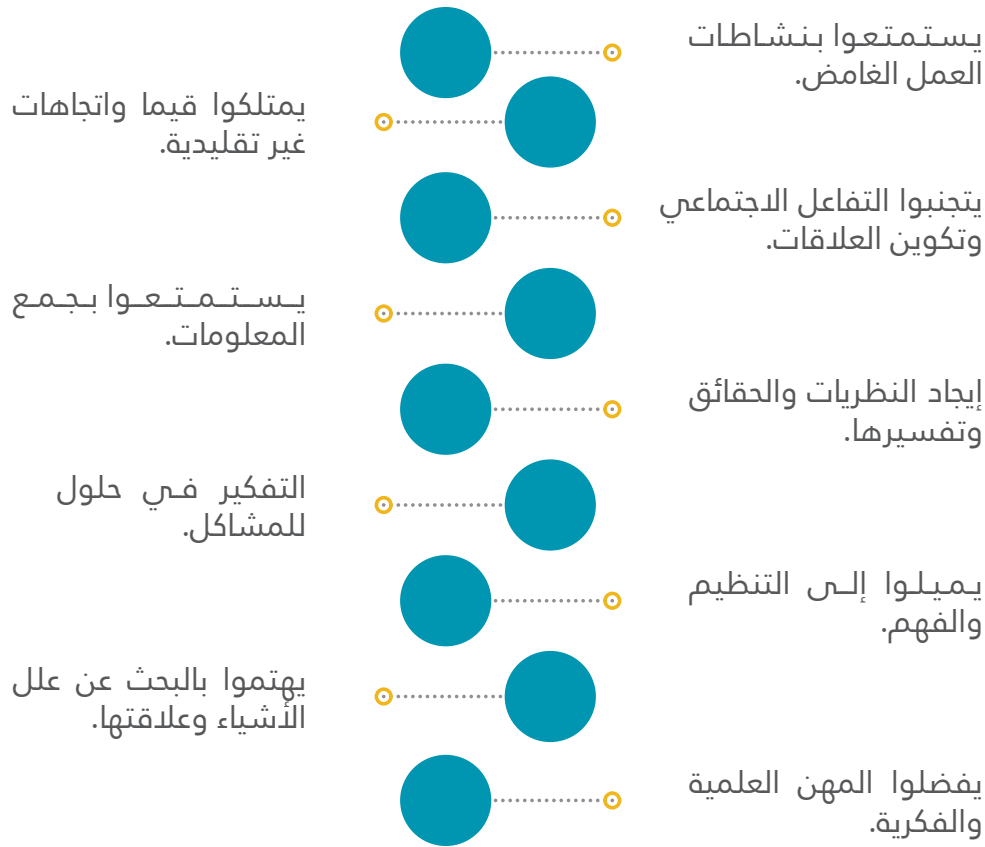 يستمتعوا بنشاطات
العمل الغامض.
يمتلكوا قيما واتجاهات
غير تقليدية.
يتجنبوا التفاعل الاجتماعي
وتكوين العلاقات.
يستمتعوا بجمع
المعلومات.
إيجاد النظريات والحقائق
وتفسيرها.
التفكير في حلول
للمشاكل.
يميلوا إلى التنظيم
والفهم.
يهتموا بالبحث عن علل
الأشياء وعلاقتها.
يفضلوا المهن العلمية
والفكرية.